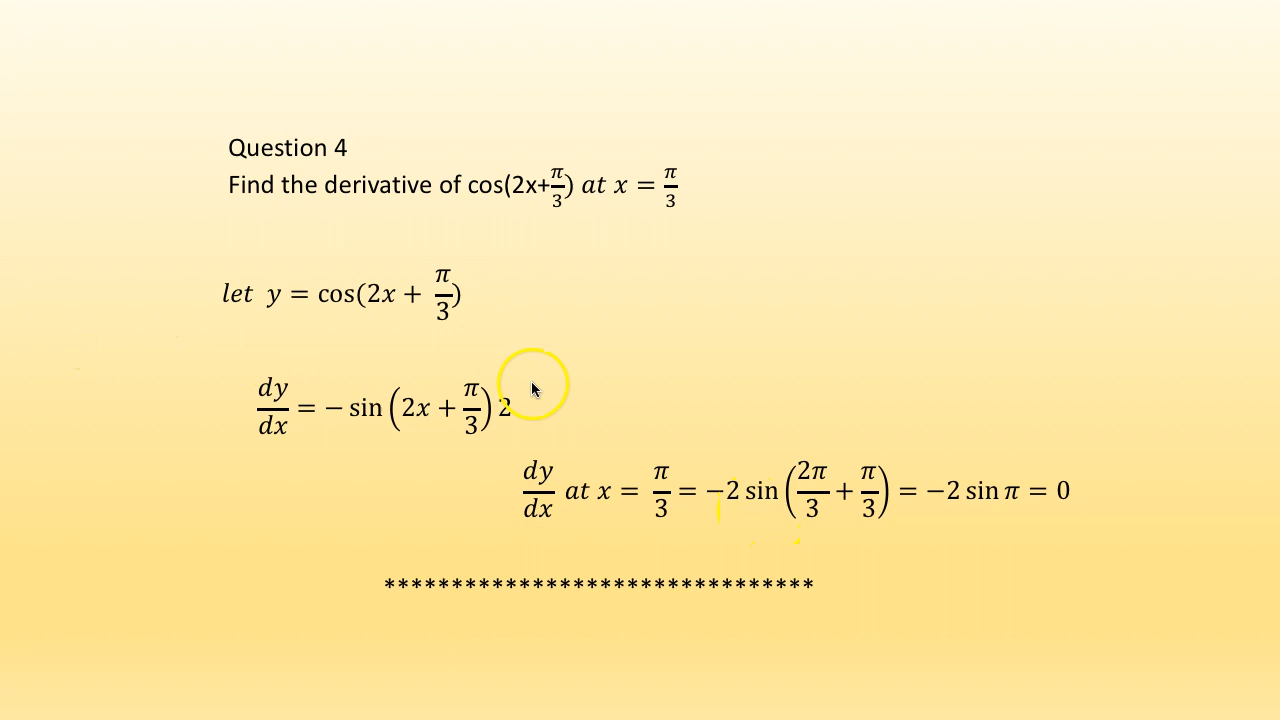 Question 4
Find the derivative of cos(2x+π/3) at x = π/3
let y = cos(2x + π/3)
dy/dx = − sin (2x + π/3) 2
dy/dx at x = π/3 = −2 sin (2π/3 + π/3) = −2 sin π = 0
********************************